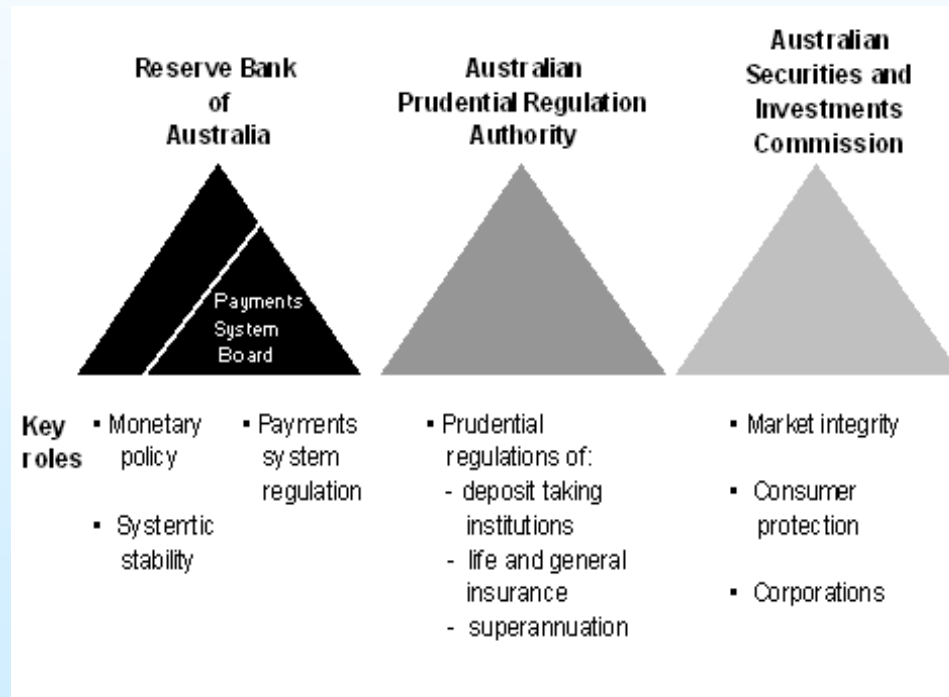 Reserve Bank
of
Australia
Australian
Prudential Regulation
Authority
Australian
Securities and
Investments
Commission
Payments
System
Board
Key
roles
▪ Monetary
policy
▪ Systemtic
stability
▪ Payments
system
regulation
▪ Prudential
regulations of:
- deposit taking
institutions
- life and general
insurance
- superannuation
▪ Market integrity
▪ Consumer
protection
▪ Corporations